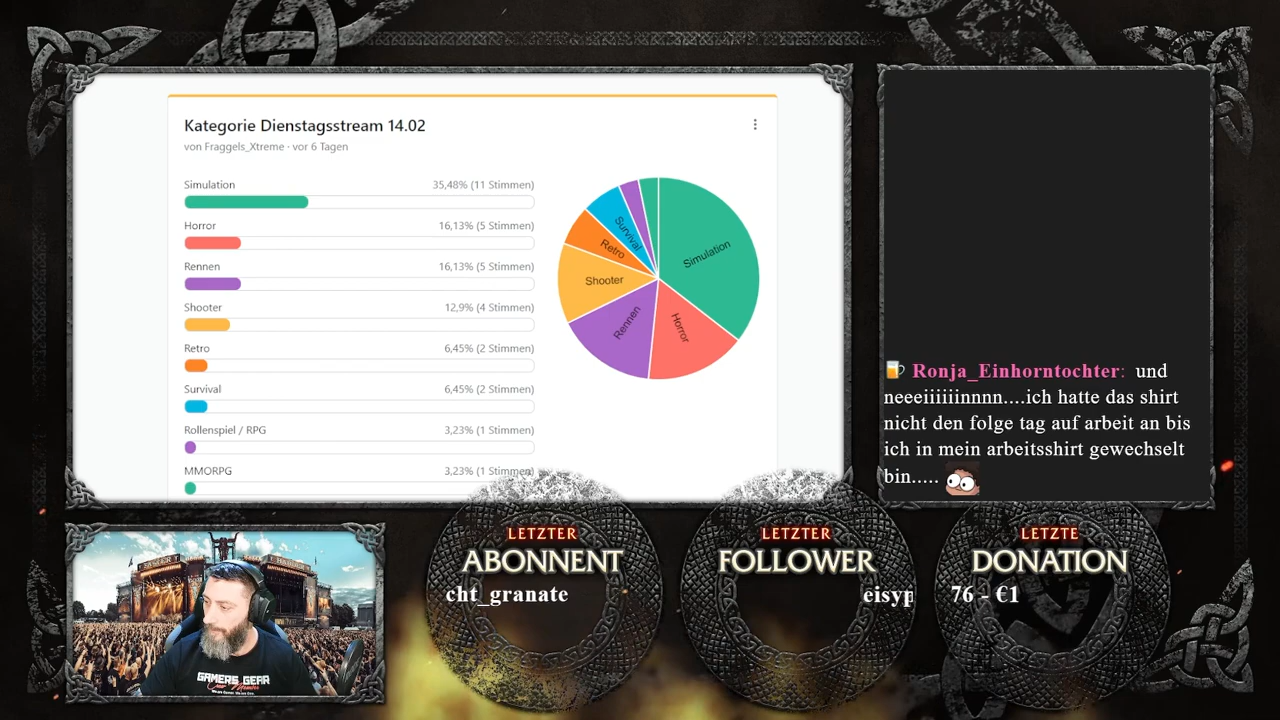 Kategorie Dienstagsstream 14.02
von Fraggels_Xtreme · vor 6 Tagen
Simulation 35,48% (11 Stimmen)
Horror 16,13% (5 Stimmen)
Rennen 16,13% (5 Stimmen)
Shooter 12,9% (4 Stimmen)
Retro 6,45% (2 Stimmen)
Survival 6,45% (2 Stimmen)
Rollenspiel / RPG 3,23% (1 Stimmen)
MMORPG 3,23% (1 Stimmen)
Simulation
Horror
Rennen
Shooter
Retro
Survival
Ronja_Einhorntochter: und
neeeiiiiiinnnn....ich hatte das shirt
nicht den folge tag auf arbeit an bis
ich in mein arbeitsshirt gewechselt
bin.....
LETZTER
ABONNENT
cht_granate
LETZTER
FOLLOWER
eisyp
LETZTE
DONATION
76 - €1
GAMERS GEAR